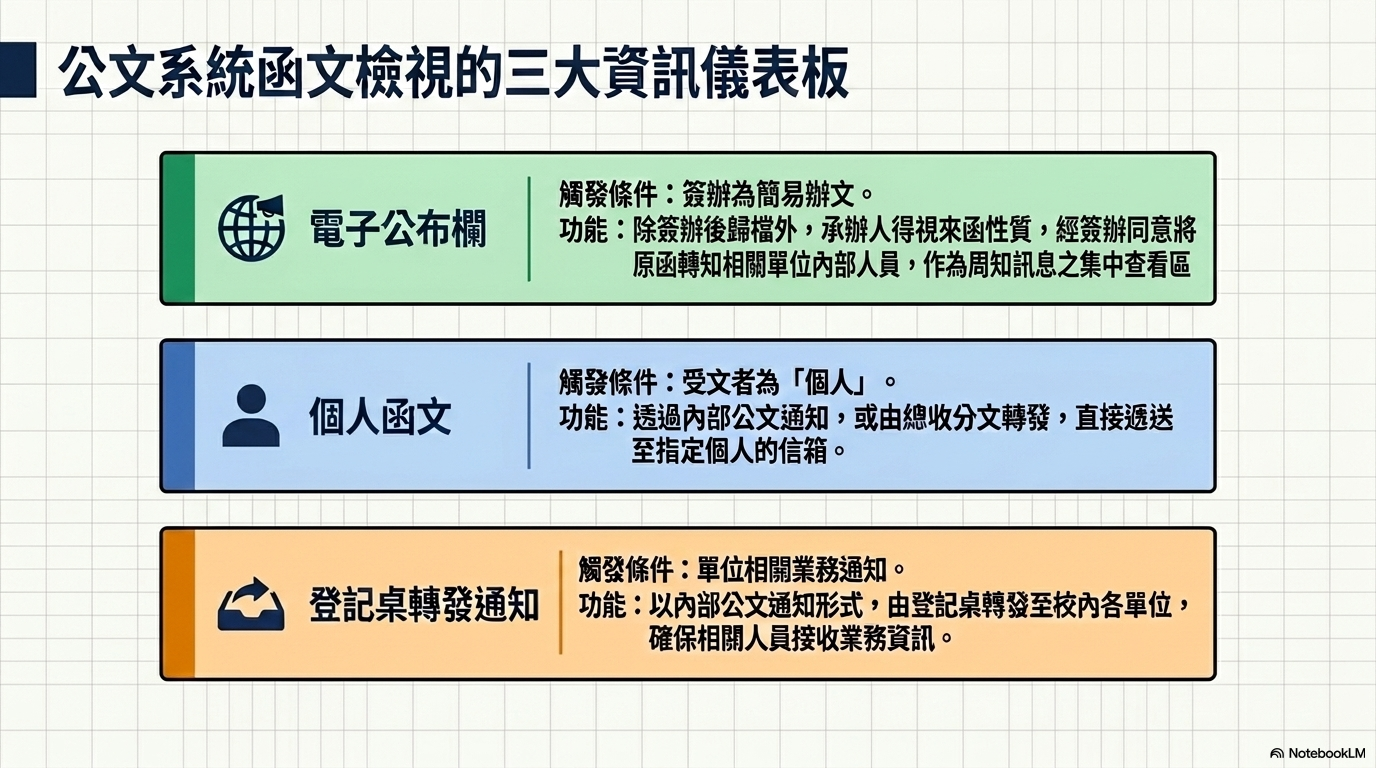 公文系統函文檢視的三大資訊儀表板
電子公布欄
觸發條件：簽辦為簡易辦文。
功能：除簽辦後歸檔外，承辦人得視來函性質，經簽辦同意將
原函轉知相關單位內部人員，作為周知訊息之集中查看區
個人函文
觸發條件：受文者為「個人」。
功能：透過內部公文通知，或由總收分文轉發，直接遞送
至指定個人的信箱。
登記桌轉發通知
觸發條件：單位相關業務通知。
功能：以內部公文通知形式，由登記桌轉發至校內各單位，
確保相關人員接收業務資訊。
NotebookLM